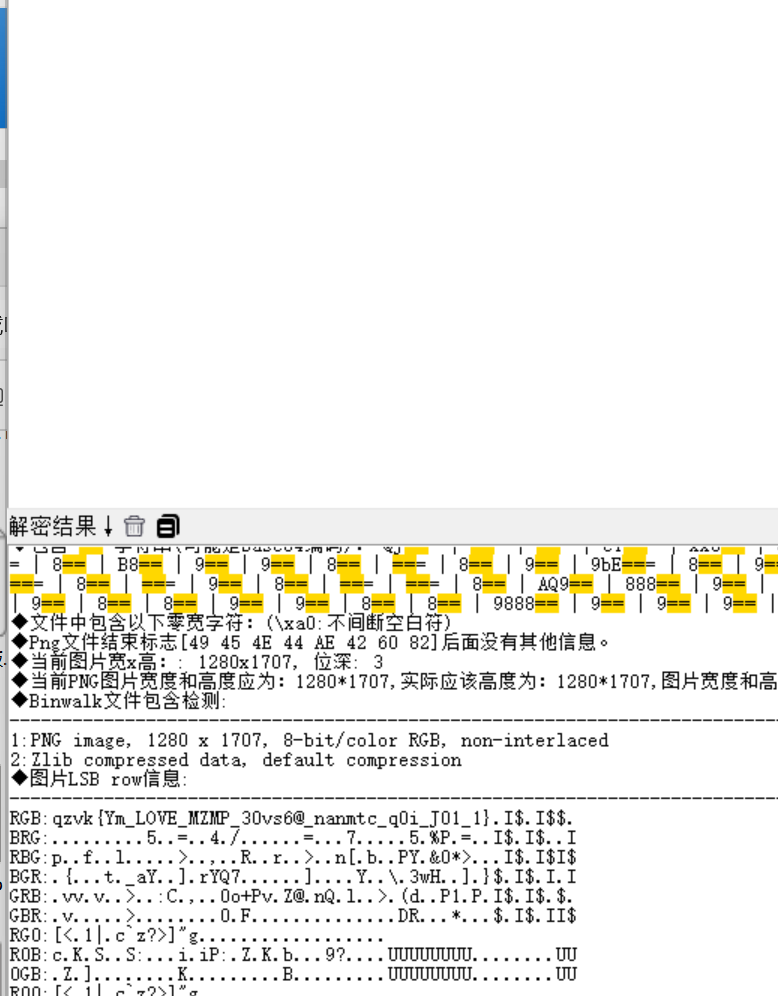 解密结果↓
= | 8== | B8== | 9== | 9== | 8== | === | 8== | 9== | 9bE=== | 8== | 9=
=== | 8== | === | 9== | 8== | === | === | 8== | AQ9== | 888== | 9== |
| 9== | 8== | 8== | 9== | 8== | 8== | 9888== | 9== | 9== | 9== |
◆文件中包含以下零宽字符: (\xa0:不间断空白符)
◆Png文件结束标志[49 45 4E 44 AE 42 60 82]后面没有其他信息。
◆当前图片宽x高: : 1280x1707, 位深: 3
◆当前PNG图片宽度和高度应为: 1280*1707,实际应该高度为: 1280*1707,图片宽度和高
◆Binwalk文件包含检测:
1:PNG image, 1280 x 1707, 8-bit/color RGB, non-interlaced
2:Zlib compressed data, default compression
◆图片LSB row信息:
RGB:qzvk{Ym_LOVE_MZMP_30vs6@_nanmtc_q0i_J01_1}.I$.I$$.
BRG:.........5..=..4./......=...7.....5.%P.=..I$.I$..I
RBG:p..f..l.....>..,..R..r..>..n[.b..PY.&0*>...I$.I$I$
BGR:.{...t._aY..].rYQ7......]....Y..\.3wH..].}$.I$.I.I
GRB:.vv.v..>..:C.,..Oo+Pv.Z@.nQ.l..>.(d..P1.P.I$.I$.$.
GBR:.v.....>........0.F............DR...*...$.I$.II$
RG0:[<.1|.c`z?>]"g..................
R0B:c.K.S..S:...i.iP:.Z.K.b...9?....UUUUUUUU........UU
0GB:.Z.]........K.........B.........UUUUUUUU........UU
R00:[<.1|.c`z?>]"g